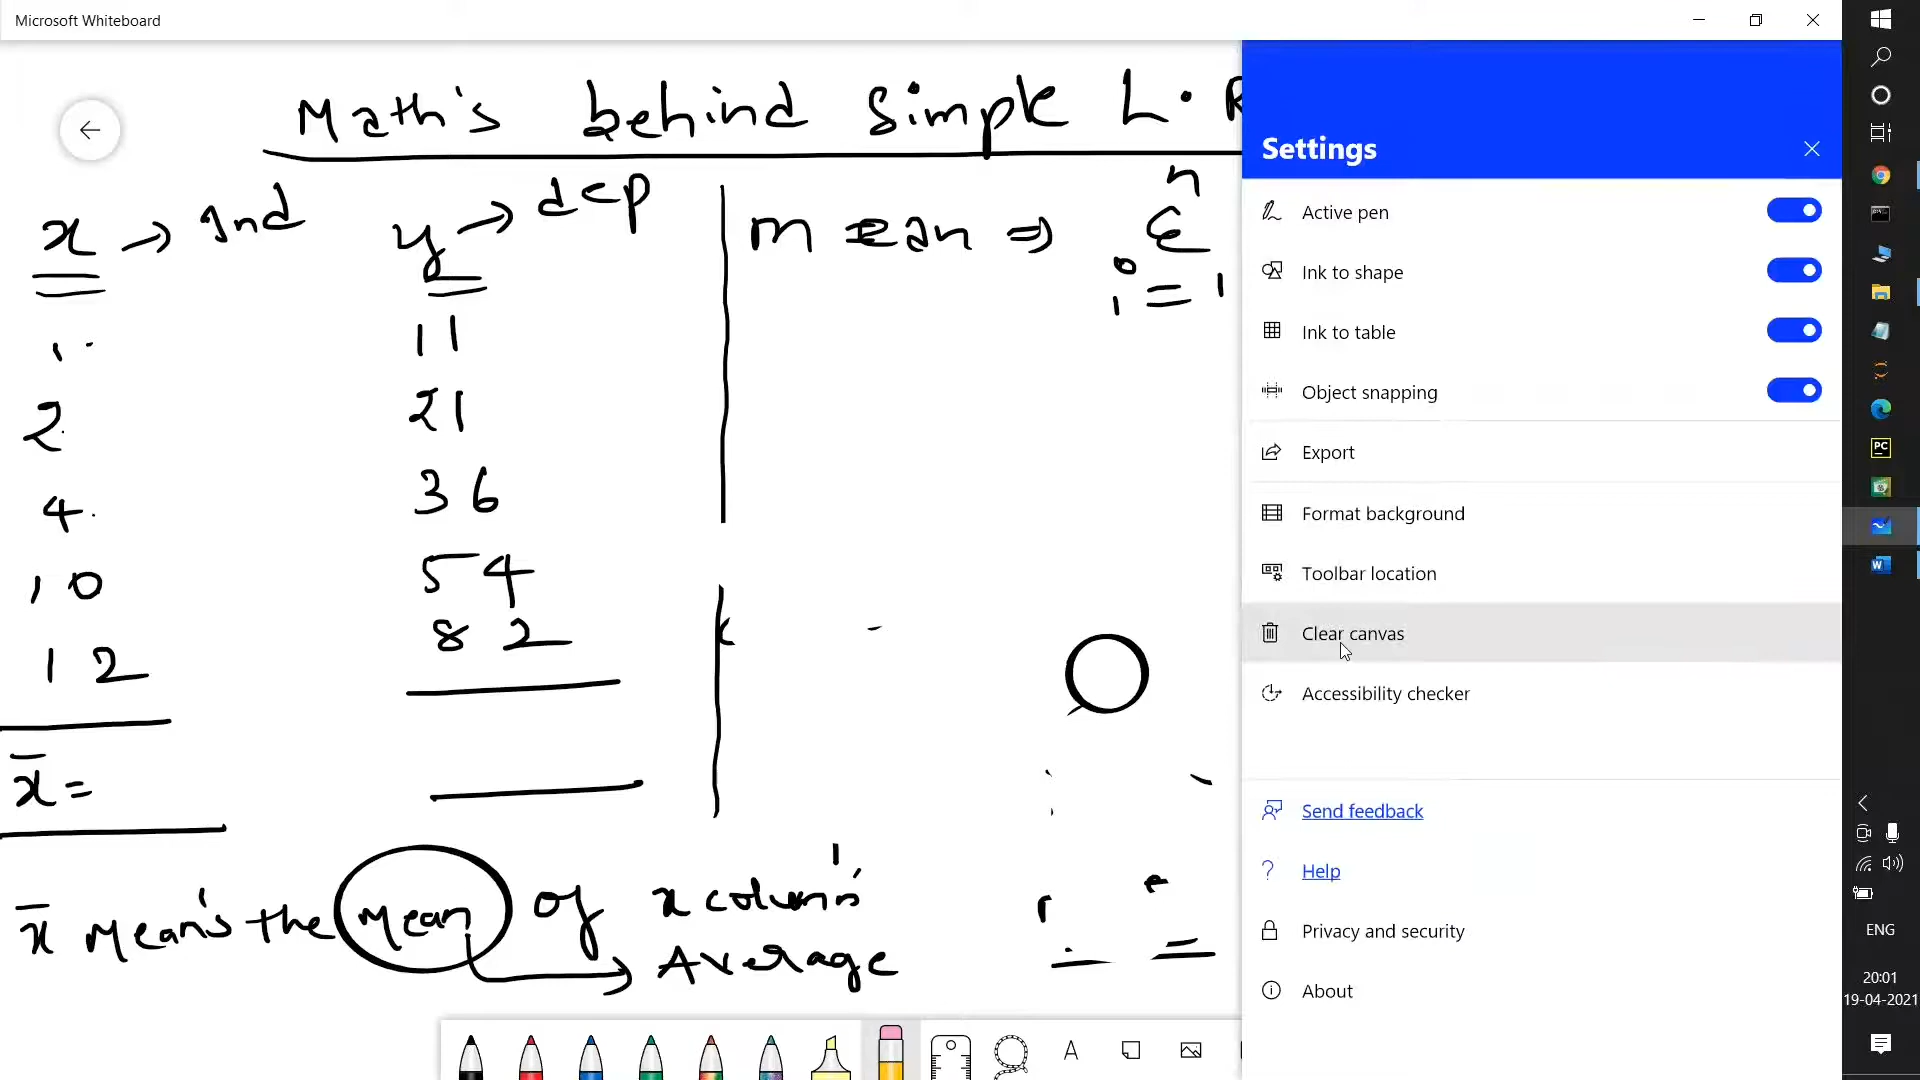 Microsoft Whiteboard
Math's behind Simple L. R
x → Ind
y → dep
mean ⇒
n
Σ
i = 1
1
11
2
21
4
36
10
54
12
82
x̄ =
x̄ Mean's the Mean of x column's
Average
Settings
Active pen
Ink to shape
Ink to table
Object snapping
Export
Format background
Toolbar location
Clear canvas
Accessibility checker
Send feedback
Help
Privacy and security
About
ENG
20:01
19-04-2021